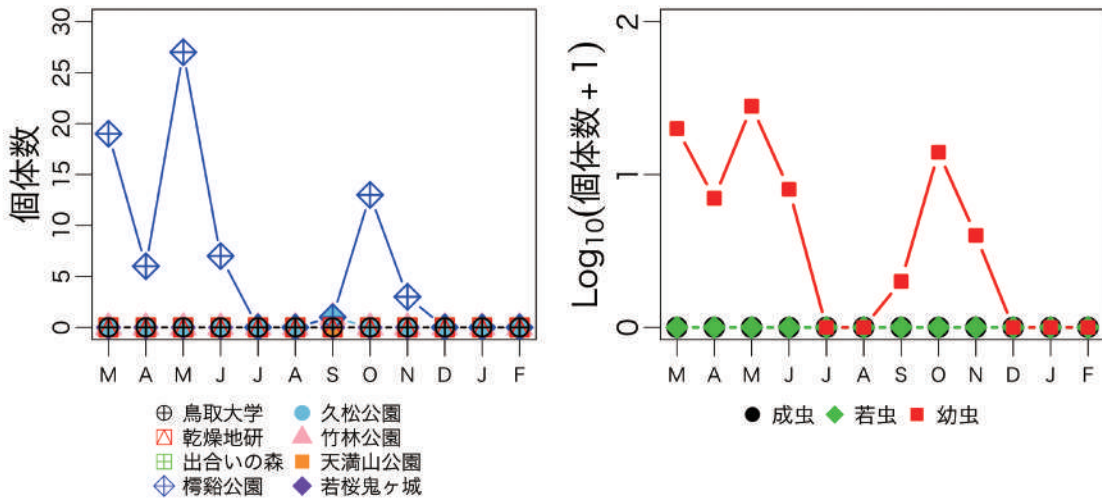 個体数
30
25
20
15
10
5
0
M A M J J A S O N D J F
鳥取大学
乾燥地研
出合いの森
樗谿公園
久松公園
竹林公園
天満山公園
若桜鬼ヶ城
Log10(個体数 + 1)
2
1
0
M A M J J A S O N D J F
成虫 若虫 幼虫